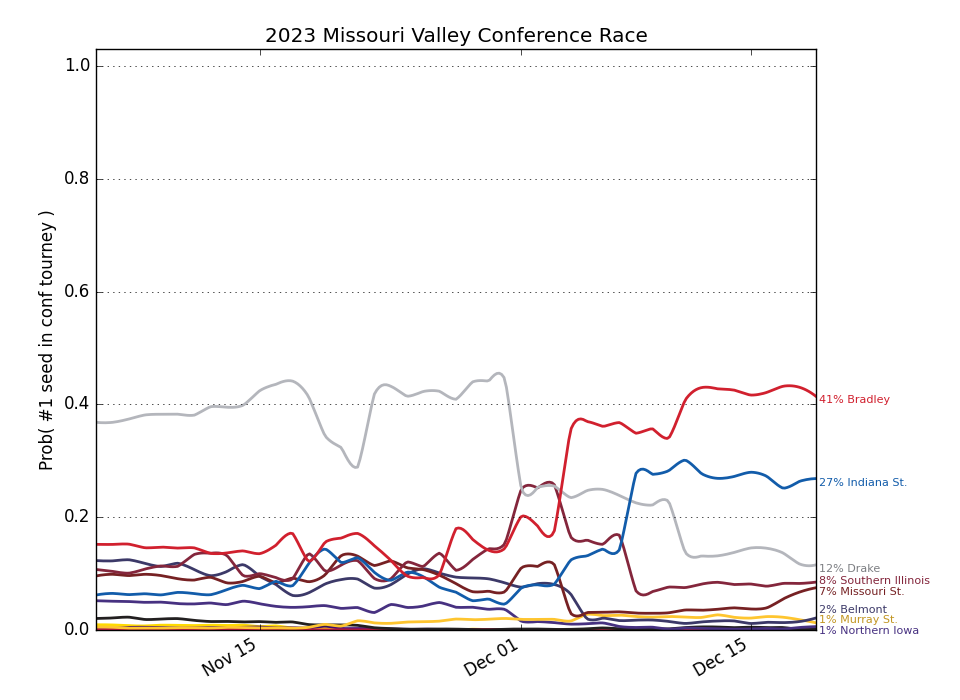 2023 Missouri Valley Conference Race
Prob( #1 seed in conf tourney )
1.0
0.8
0.6
0.4
0.2
0.0
Nov 15
Dec 01
Dec 15
41% Bradley
27% Indiana St.
12% Drake
8% Southern Illinois
7% Missouri St.
2% Belmont
1% Murray St.
1% Northern Iowa